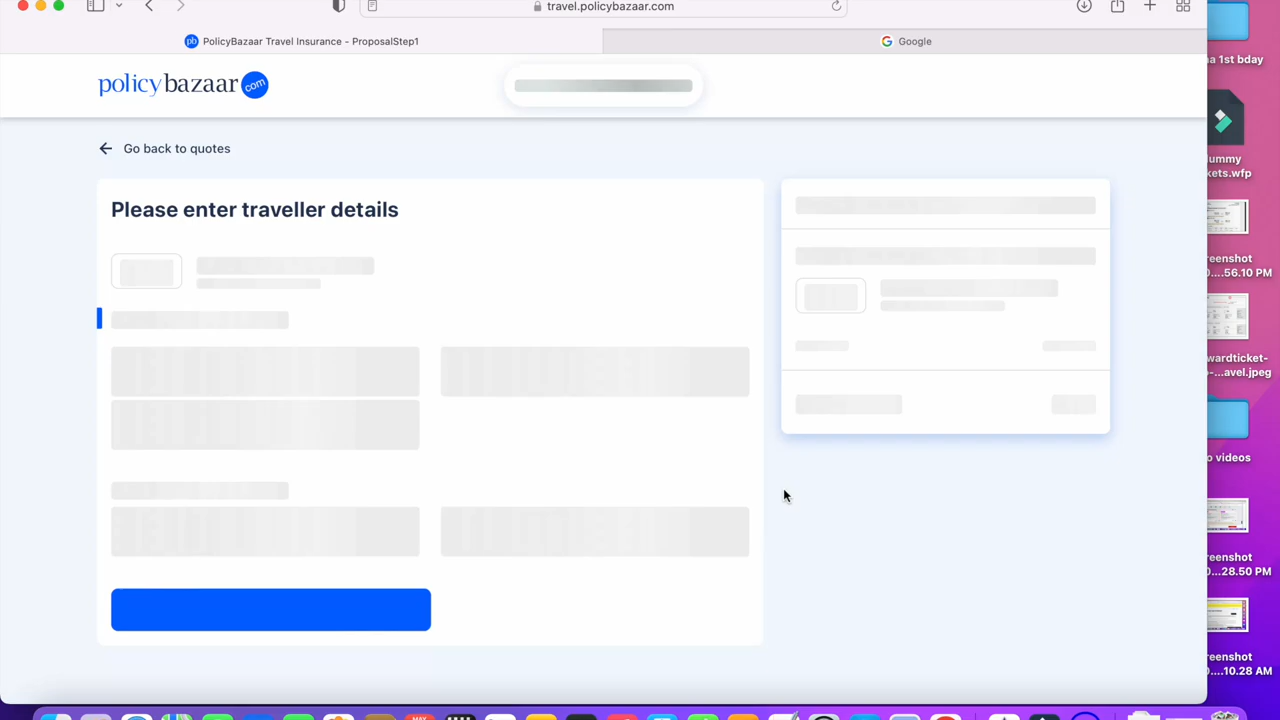 travel.policybazaar.com
PolicyBazaar Travel Insurance - ProposalStep1
Google
policybazaar com
Go back to quotes
Please enter traveller details
a 1st bday
ummy
kets.wfp
reenshot
0....56.10 PM
wardticket-
-...avel.jpeg
o videos
reenshot
0....28.50 PM
reenshot
0....10.28 AM
MAY